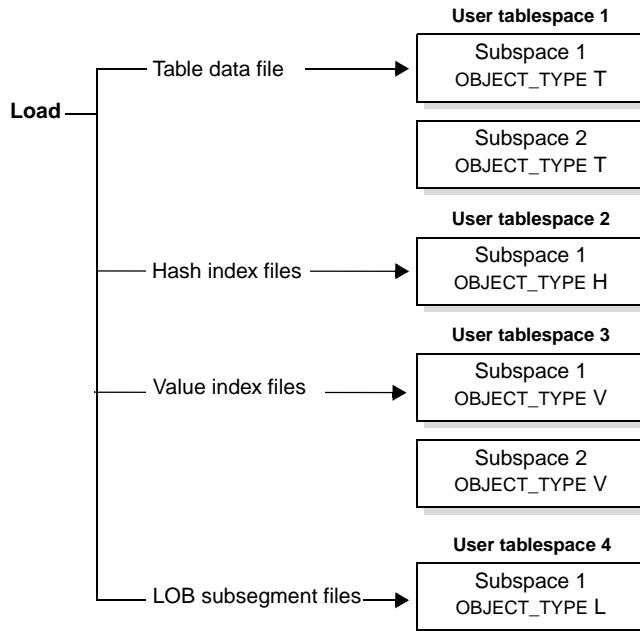 User tablespace 1
Subspace 1
OBJECT_TYPE T
Table data file
Load
Subspace 2
OBJECT_TYPE T
User tablespace 2
Subspace 1
OBJECT_TYPE H
Hash index files
User tablespace 3
Subspace 1
OBJECT_TYPE V
Value index files
Subspace 2
OBJECT_TYPE V
User tablespace 4
Subspace 1
OBJECT_TYPE L
LOB subsegment files